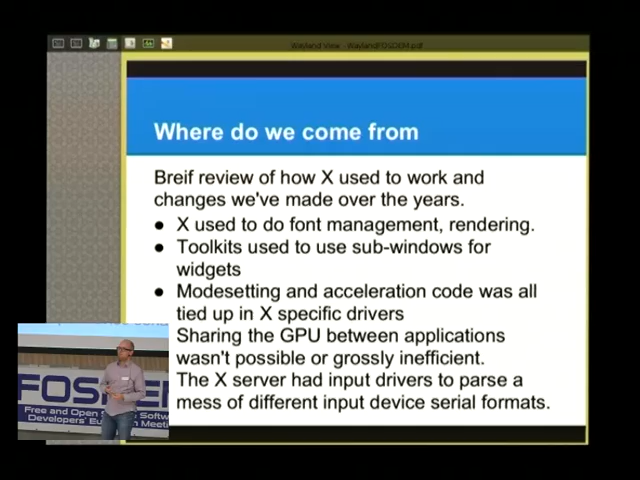 Wayland View - WaylandFOSDEM.pdf
Where do we come from
Breif review of how X used to work and
changes we've made over the years.
● X used to do font management, rendering.
● Toolkits used to use sub-windows for
widgets
● Modesetting and acceleration code was all
tied up in X specific drivers
Sharing the GPU between applications
wasn't possible or grossly inefficient.
The X server had input drivers to parse a
mess of different input device serial formats.
FOSDEM
Free and Open Softw
Developers' Eu Meeti